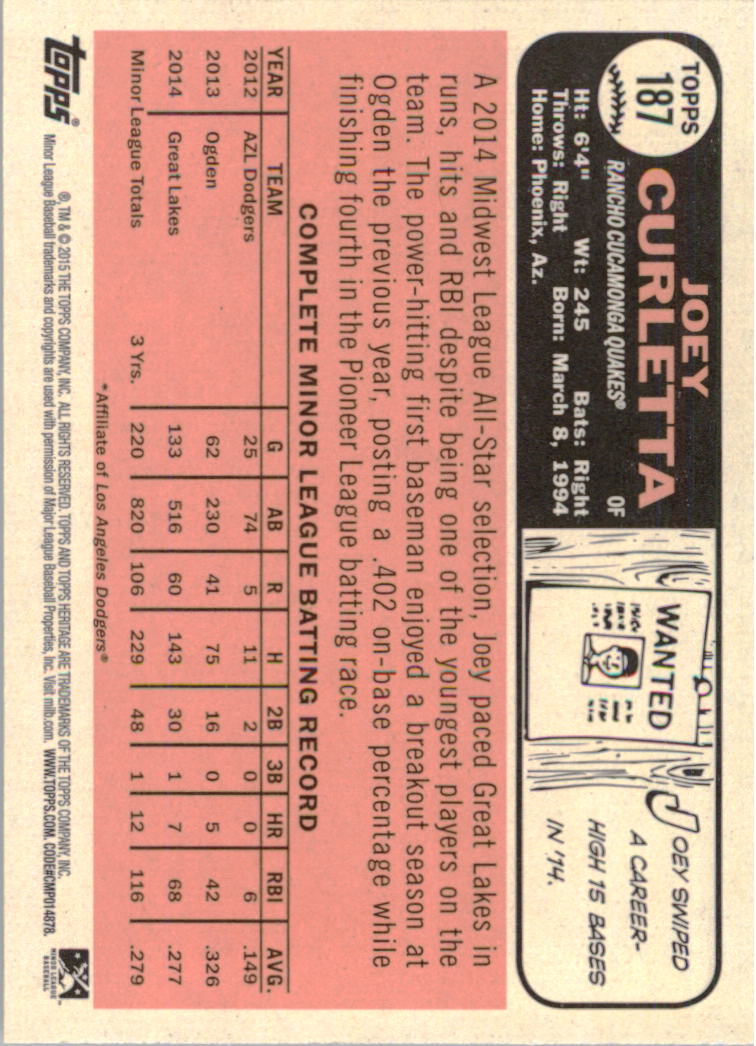 TOPPS
187
JOEY
CURLETTA
OF
RANCHO CUCAMONGA QUAKES®
Ht: 6'4" Wt: 245 Bats: Right
Throws: Right Born: March 8, 1994
Home: Phoenix, Az.
WANTED
JOEY SWIPED
A CAREER-
HIGH 15 BASES
IN '14.
A 2014 Midwest League All-Star selection, Joey paced Great Lakes in
runs, hits and RBI despite being one of the youngest players on the
team. The power-hitting first baseman enjoyed a breakout season at
Ogden the previous year, posting a .402 on-base percentage while
finishing fourth in the Pioneer League batting race.
COMPLETE MINOR LEAGUE BATTING RECORD
YEAR TEAM G AB R H 2B 3B HR RBI AVG.
2012 AZL Dodgers 25 74 5 11 2 0 0 6 .149
2013 Ogden 62 230 41 75 16 0 5 42 .326
2014 Great Lakes 133 516 60 143 30 1 7 68 .277
Minor League Totals 3 Yrs. 220 820 106 229 48 1 12 116 .279
*Affiliate of Los Angeles Dodgers®
topps®
®, TM & © 2015 THE TOPPS COMPANY, INC. ALL RIGHTS RESERVED. TOPPS AND TOPPS HERITAGE ARE TRADEMARKS OF THE TOPPS COMPANY, INC.
Minor League Baseball trademarks and copyrights are used with permission of Major League Baseball Properties, Inc. Visit milb.com. WWW.TOPPS.COM. CODE#CMP014878.
MINOR LEAGUE
BASEBALL